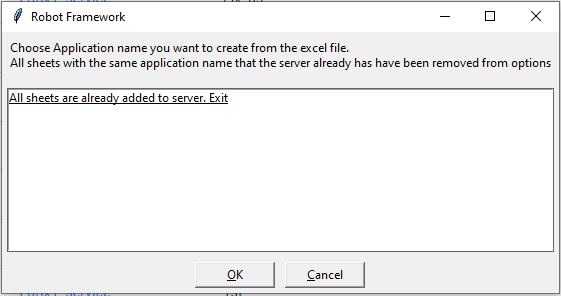 Robot Framework
Choose Application name you want to create from the excel file.
All sheets with the same application name that the server already has have been removed from options
All sheets are already added to server. Exit
OK
Cancel